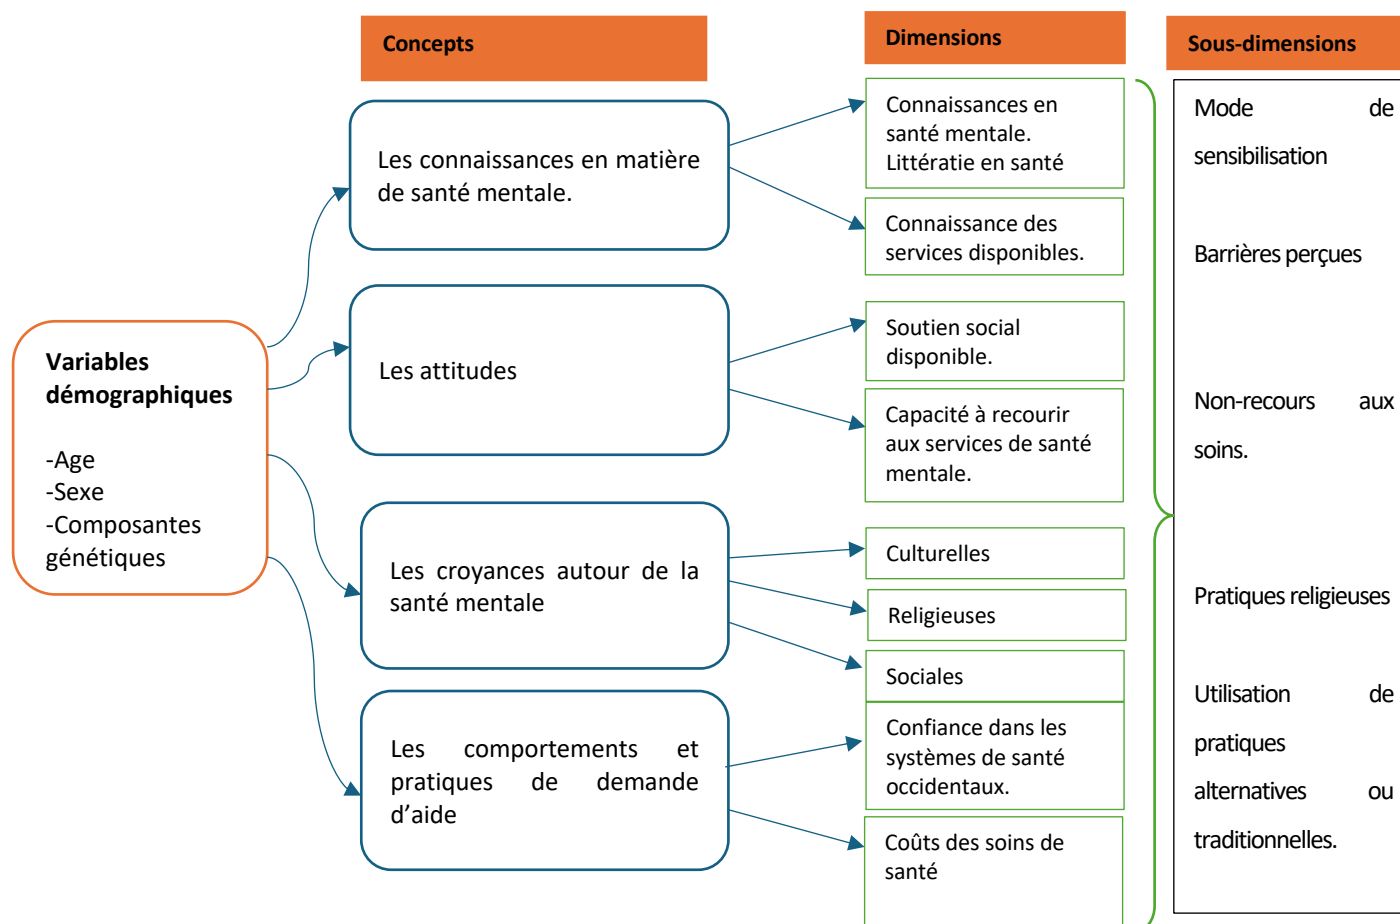 Concepts
Dimensions
Sous-dimensions
Variables
démographiques
-Age
-Sexe
-Composantes
génétiques
Les connaissances en matière
de santé mentale.
Les attitudes
Les croyances autour de la
santé mentale
Les comportements et
pratiques de demande
d’aide
Connaissances en
santé mentale.
Littératie en santé
Connaissance des
services disponibles.
Soutien social
disponible.
Capacité à recourir
aux services de santé
mentale.
Culturelles
Religieuses
Sociales
Confiance dans les
systèmes de santé
occidentaux.
Coûts des soins de
santé
Mode de
sensibilisation
Barrières perçues
Non-recours aux
soins.
Pratiques religieuses
Utilisation de
pratiques
alternatives ou
traditionnelles.